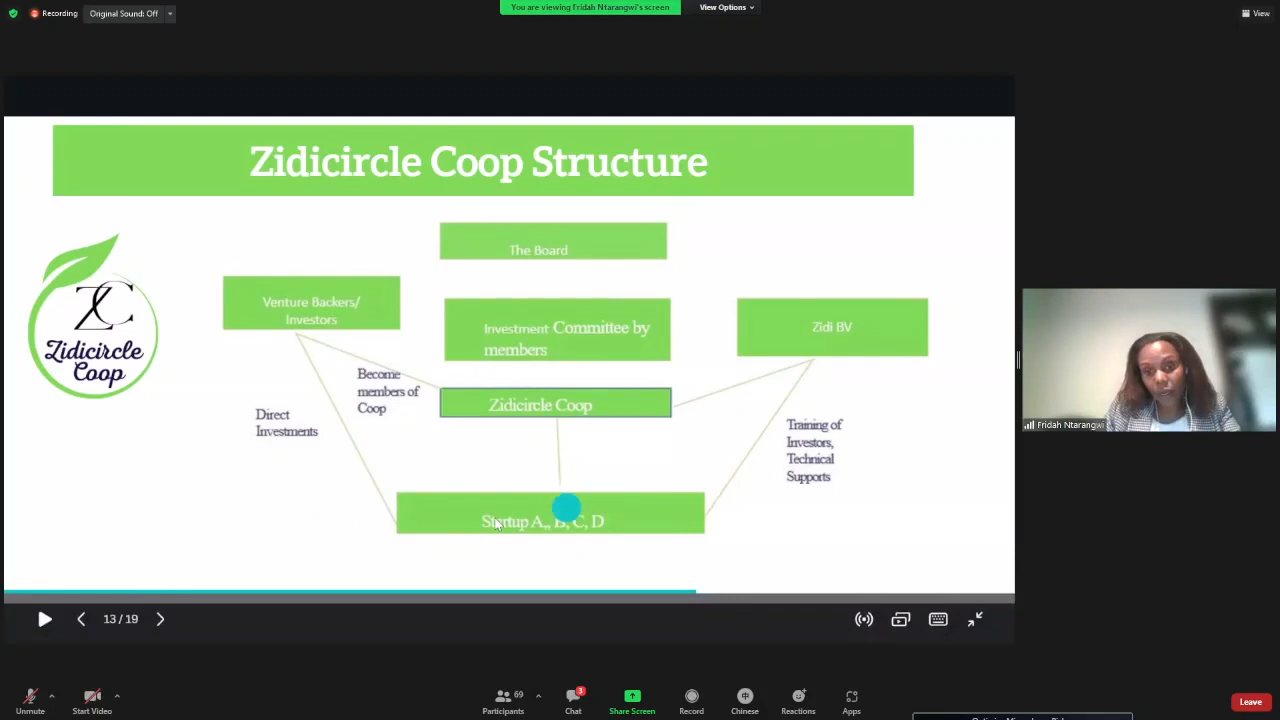 Recording
Original Sound: Off
You are viewing Fridah Ntarangwi's screen
View Options
View
Zidicircle Coop Structure
The Board
Venture Backers/
Investors
Investment Committee by
members
Zidi BV
ZC
Zidicircle
Coop
Become
members of
Coop
Zidicircle Coop
Direct
Investments
Training of
Investors,
Technical
Supports
Startup A,, B, C, D
Fridah Ntarangwi
13 / 19
Unmute
Start Video
69
Participants
3
Chat
Share Screen
Record
中
Chinese
Reactions
Apps
Leave